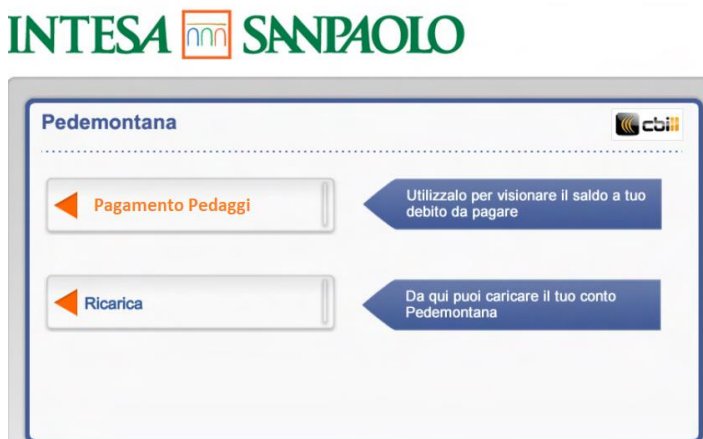 INTESA SANPAOLO
Pedemontana
cbill
Pagamento Pedaggi
Utilizzalo per visionare il saldo a tuo
debito da pagare
Ricarica
Da qui puoi caricare il tuo conto
Pedemontana